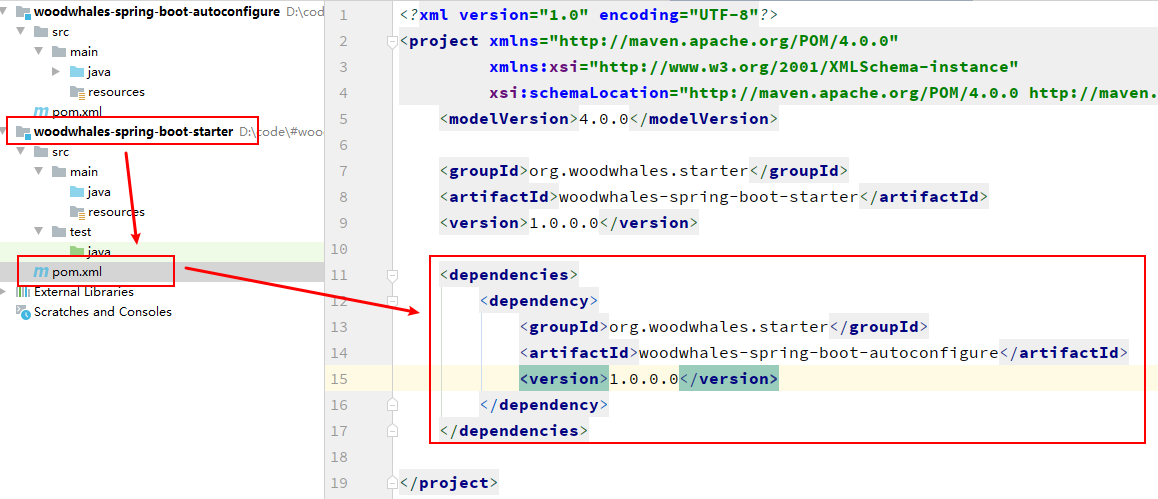 woodwhales-spring-boot-autoconfigure D:\cod
src
main
java
resources
pom.xml
woodwhales-spring-boot-starter D:\code\#woo
src
main
java
resources
test
java
pom.xml
External Libraries
Scratches and Consoles
1 <?xml version="1.0" encoding="UTF-8"?>
2 <project xmlns="http://maven.apache.org/POM/4.0.0"
3 xmlns:xsi="http://www.w3.org/2001/XMLSchema-instance"
4 xsi:schemaLocation="http://maven.apache.org/POM/4.0.0 http://maven.
5 <modelVersion>4.0.0</modelVersion>
6
7 <groupId>org.woodwhales.starter</groupId>
8 <artifactId>woodwhales-spring-boot-starter</artifactId>
9 <version>1.0.0.0</version>
10
11 <dependencies>
12 <dependency>
13 <groupId>org.woodwhales.starter</groupId>
14 <artifactId>woodwhales-spring-boot-autoconfigure</artifactId>
15 <version>1.0.0.0</version>
16 </dependency>
17 </dependencies>
18
19 </project>